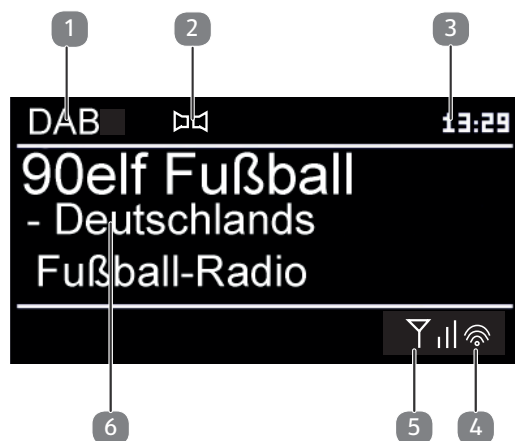 1 2 3
DAB 13:29
90elf Fußball
- Deutschlands
Fußball-Radio
6 5 4